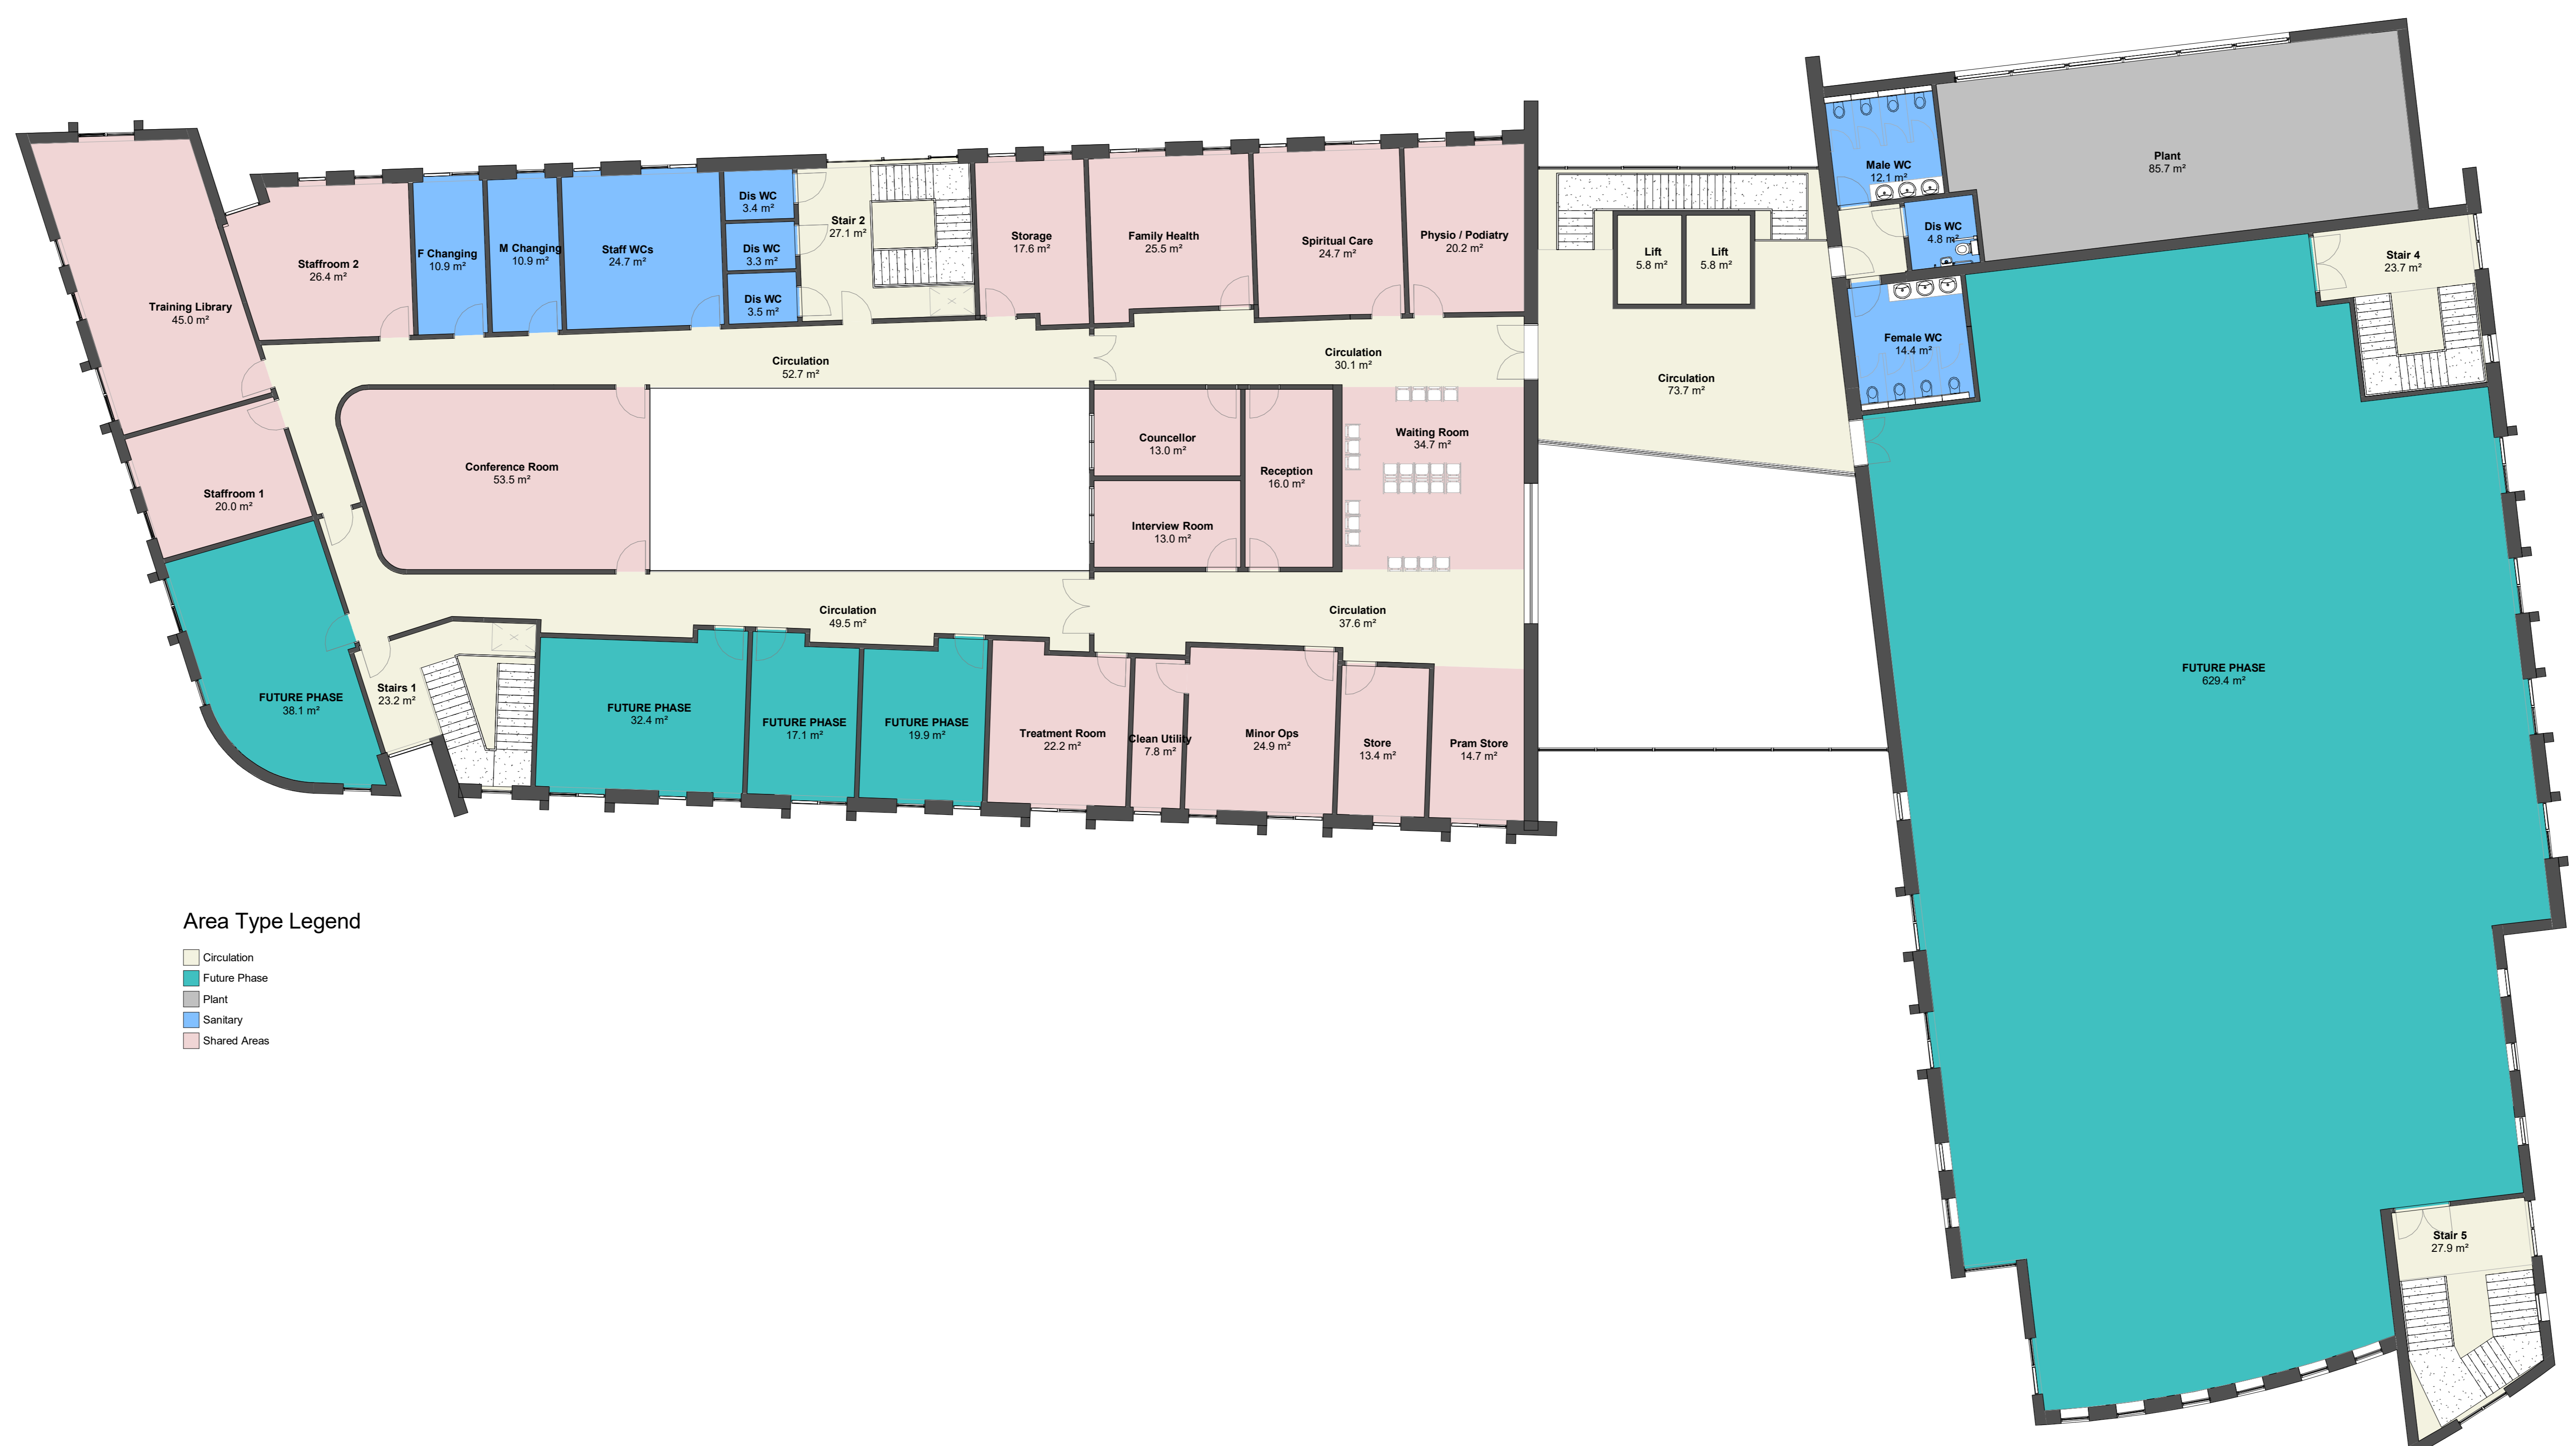 Plant
85.7 m²
Male WC
12.1 m²
Dis WC
4.8 m²
Stair 4
23.7 m²
Training Library
45.0 m²
Staffroom 2
26.4 m²
F Changing
10.9 m²
M Changing
10.9 m²
Staff WCs
24.7 m²
Dis WC
3.4 m²
Dis WC
3.3 m²
Dis WC
3.5 m²
Stair 2
27.1 m²
Storage
17.6 m²
Family Health
25.5 m²
Spiritual Care
24.7 m²
Physio / Podiatry
20.2 m²
Lift
5.8 m²
Lift
5.8 m²
Female WC
14.4 m²
Circulation
52.7 m²
Circulation
30.1 m²
Circulation
73.7 m²
Staffroom 1
20.0 m²
Conference Room
53.5 m²
Councellor
13.0 m²
Interview Room
13.0 m²
Reception
16.0 m²
Waiting Room
34.7 m²
Circulation
49.5 m²
Circulation
37.6 m²
FUTURE PHASE
38.1 m²
Stairs 1
23.2 m²
FUTURE PHASE
32.4 m²
FUTURE PHASE
17.1 m²
FUTURE PHASE
19.9 m²
Treatment Room
22.2 m²
Clean Utility
7.8 m²
Minor Ops
24.9 m²
Store
13.4 m²
Pram Store
14.7 m²
FUTURE PHASE
629.4 m²
Stair 5
27.9 m²
Area Type Legend
Circulation
Future Phase
Plant
Sanitary
Shared Areas